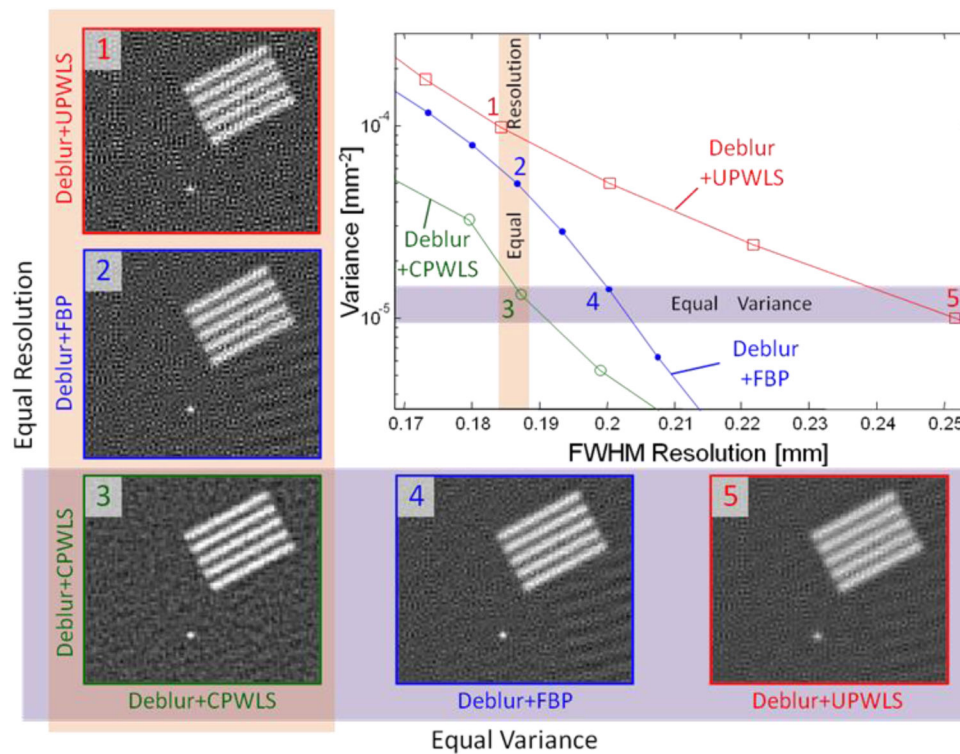 Equal Resolution
Deblur+UPWLS
1
Deblur+FBP
2
Deblur+CPWLS
3
Deblur+CPWLS
4
Deblur+FBP
5
Deblur+UPWLS
Equal Variance
Variance [mm⁻²]
10⁻⁴
10⁻⁵
0.17 0.18 0.19 0.2 0.21 0.22 0.23 0.24 0.25
FWHM Resolution [mm]
Equal Resolution
Equal Variance
1
2
3
4
5
Deblur
+UPWLS
Deblur
+CPWLS
Deblur
+FBP